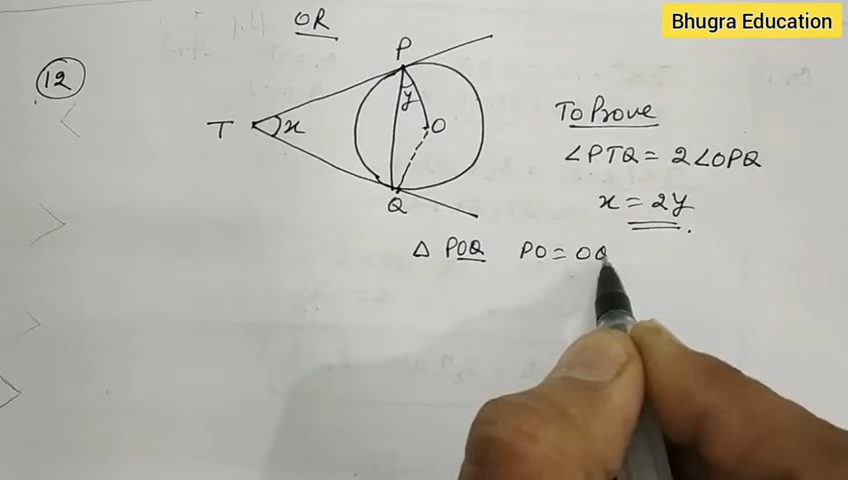 Bhugra Education
OR
12
P
y
T
x
O
Q
To Prove
∠PTQ = 2∠OPQ
x = 2y
△ POQ PO = OQ